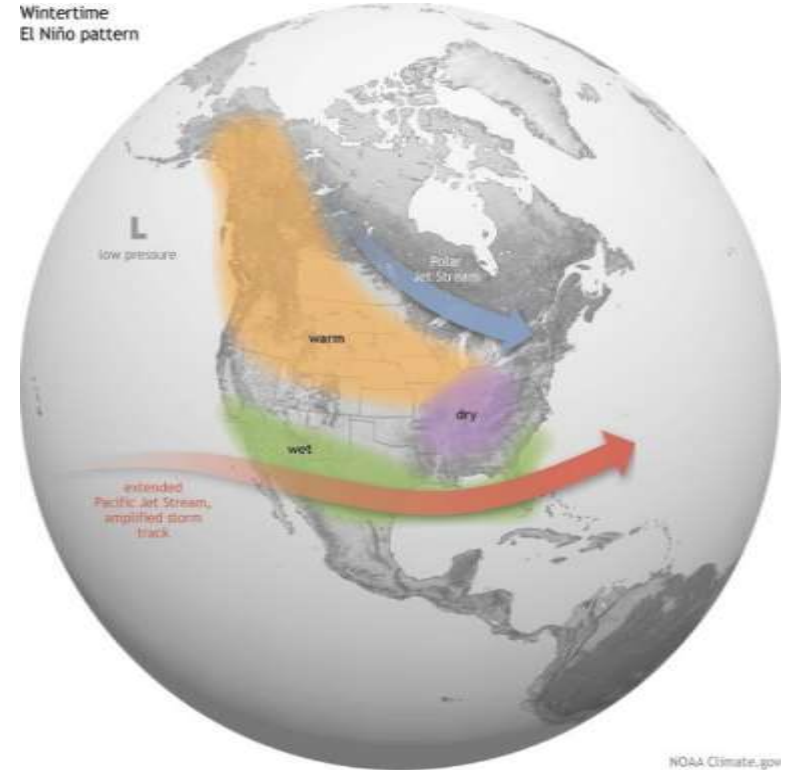 Wintertime
El Niño pattern
L
low pressure
Polar
Jet Stream
warm
dry
wet
extended
Pacific Jet Stream,
amplified storm
track
NOAA Climate.gov